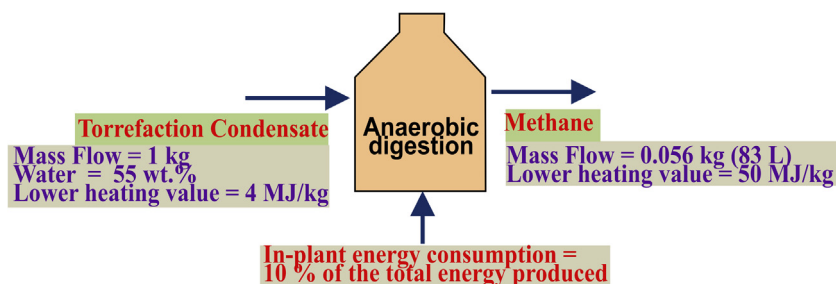 Torrefaction Condensate
Mass Flow = 1 kg
Water = 55 wt.%
Lower heating value = 4 MJ/kg
Anaerobic
digestion
Methane
Mass Flow = 0.056 kg (83 L)
Lower heating value = 50 MJ/kg
In-plant energy consumption =
10 % of the total energy produced